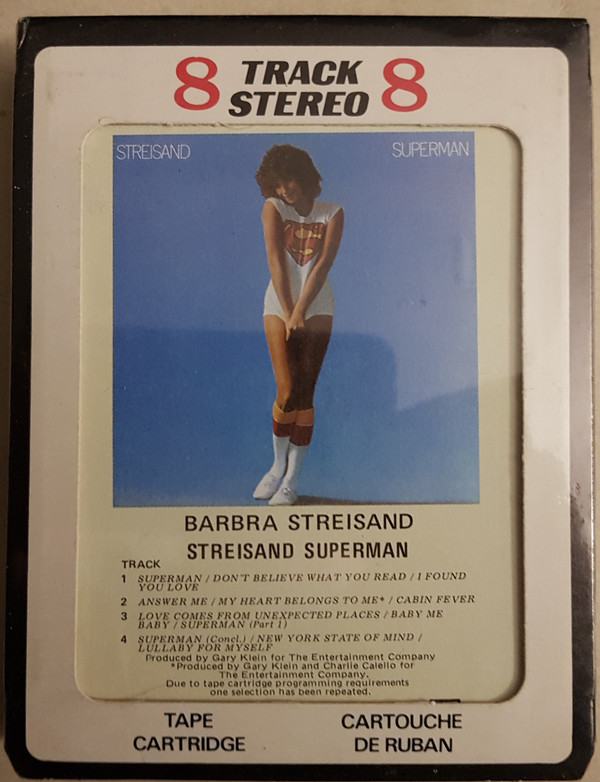 8 TRACK 8
STEREO
STREISAND SUPERMAN
S
BARBRA STREISAND
STREISAND SUPERMAN
TRACK
1 SUPERMAN / DON'T BELIEVE WHAT YOU READ / I FOUND
YOU LOVE
2 ANSWER ME / MY HEART BELONGS TO ME* / CABIN FEVER
3 LOVE COMES FROM UNEXPECTED PLACES / BABY ME
BABY / SUPERMAN (Part 1)
4 SUPERMAN (Concl.) / NEW YORK STATE OF MIND /
LULLABY FOR MYSELF
Produced by Gary Klein for The Entertainment Company
*Produced by Gary Klein and Charlie Calello for
The Entertainment Company.
Due to tape cartridge programming requirements
one selection has been repeated.
TAPE CARTOUCHE
CARTRIDGE DE RUBAN